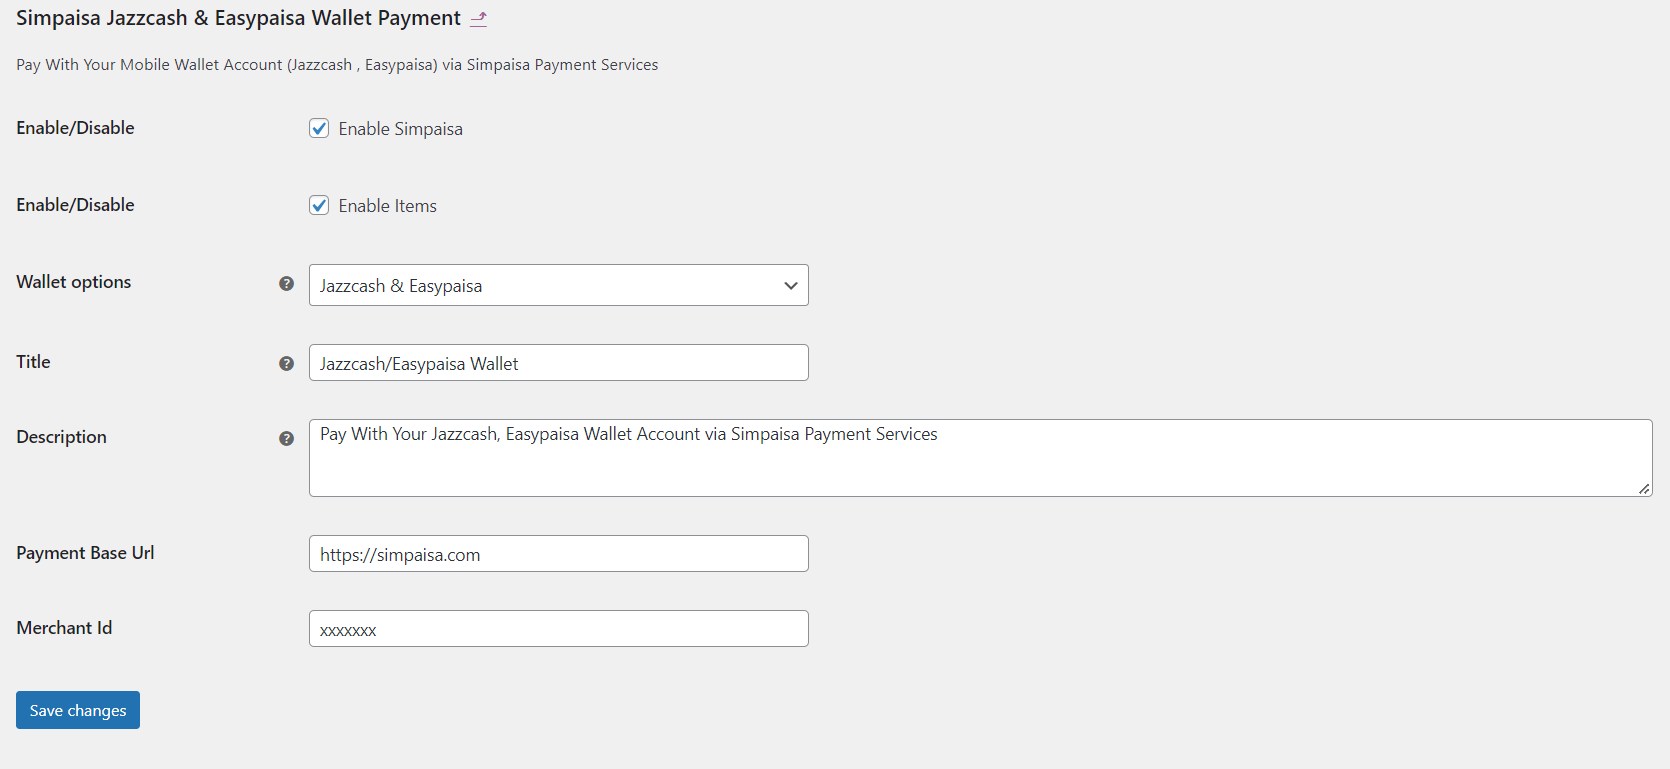 Simpaisa Jazzcash & Easypaisa Wallet Payment
Pay With Your Mobile Wallet Account (Jazzcash , Easypaisa) via Simpaisa Payment Services
Enable/Disable
Enable Simpaisa
Enable/Disable
Enable Items
Wallet options
?
Jazzcash & Easypaisa
Title
?
Jazzcash/Easypaisa Wallet
Description
?
Pay With Your Jazzcash, Easypaisa Wallet Account via Simpaisa Payment Services
Payment Base Url
https://simpaisa.com
Merchant Id
xxxxxxx
Save changes